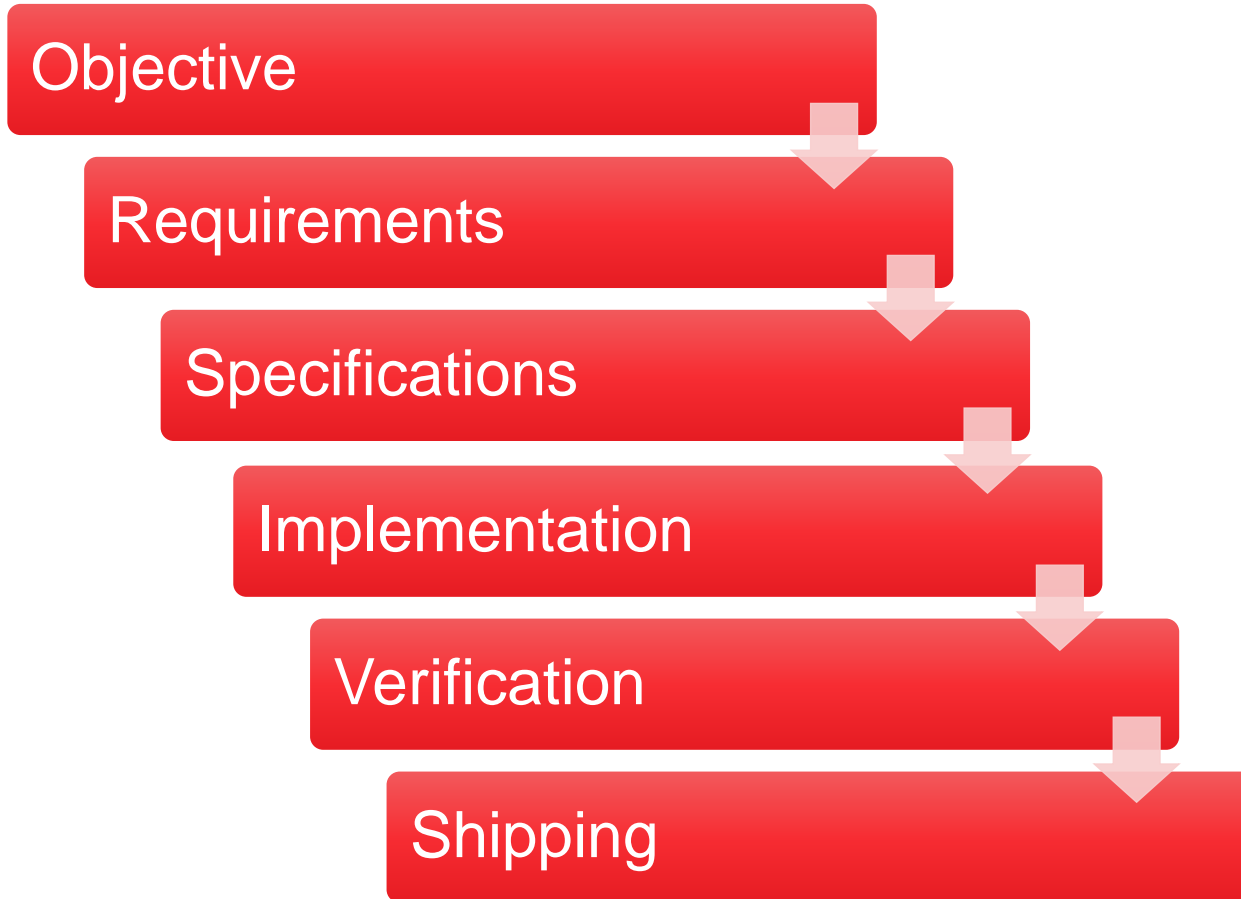 Objective
Requirements
Specifications
Implementation
Verification
Shipping